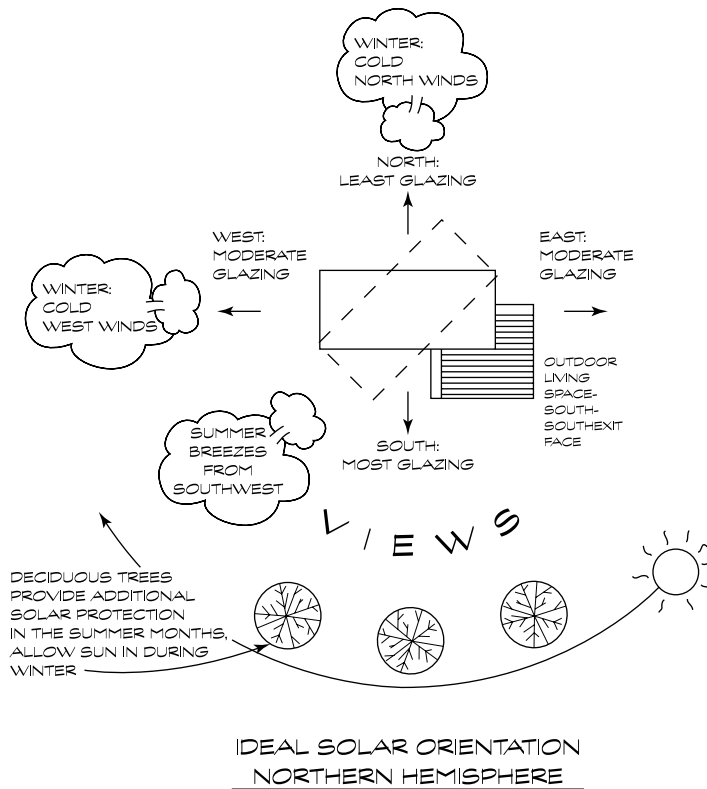 WINTER:
COLD
NORTH WINDS
NORTH:
LEAST GLAZING
WEST:
MODERATE
GLAZING
EAST:
MODERATE
GLAZING
WINTER:
COLD
WEST WINDS
OUTDOOR
LIVING
SPACE-
SOUTH-
SOUTHEXIT
FACE
SUMMER
BREEZES
FROM
SOUTHWEST
SOUTH:
MOST GLAZING
VIEWS
DECIDUOUS TREES
PROVIDE ADDITIONAL
SOLAR PROTECTION
IN THE SUMMER MONTHS,
ALLOW SUN IN DURING
WINTER
IDEAL SOLAR ORIENTATION
NORTHERN HEMISPHERE